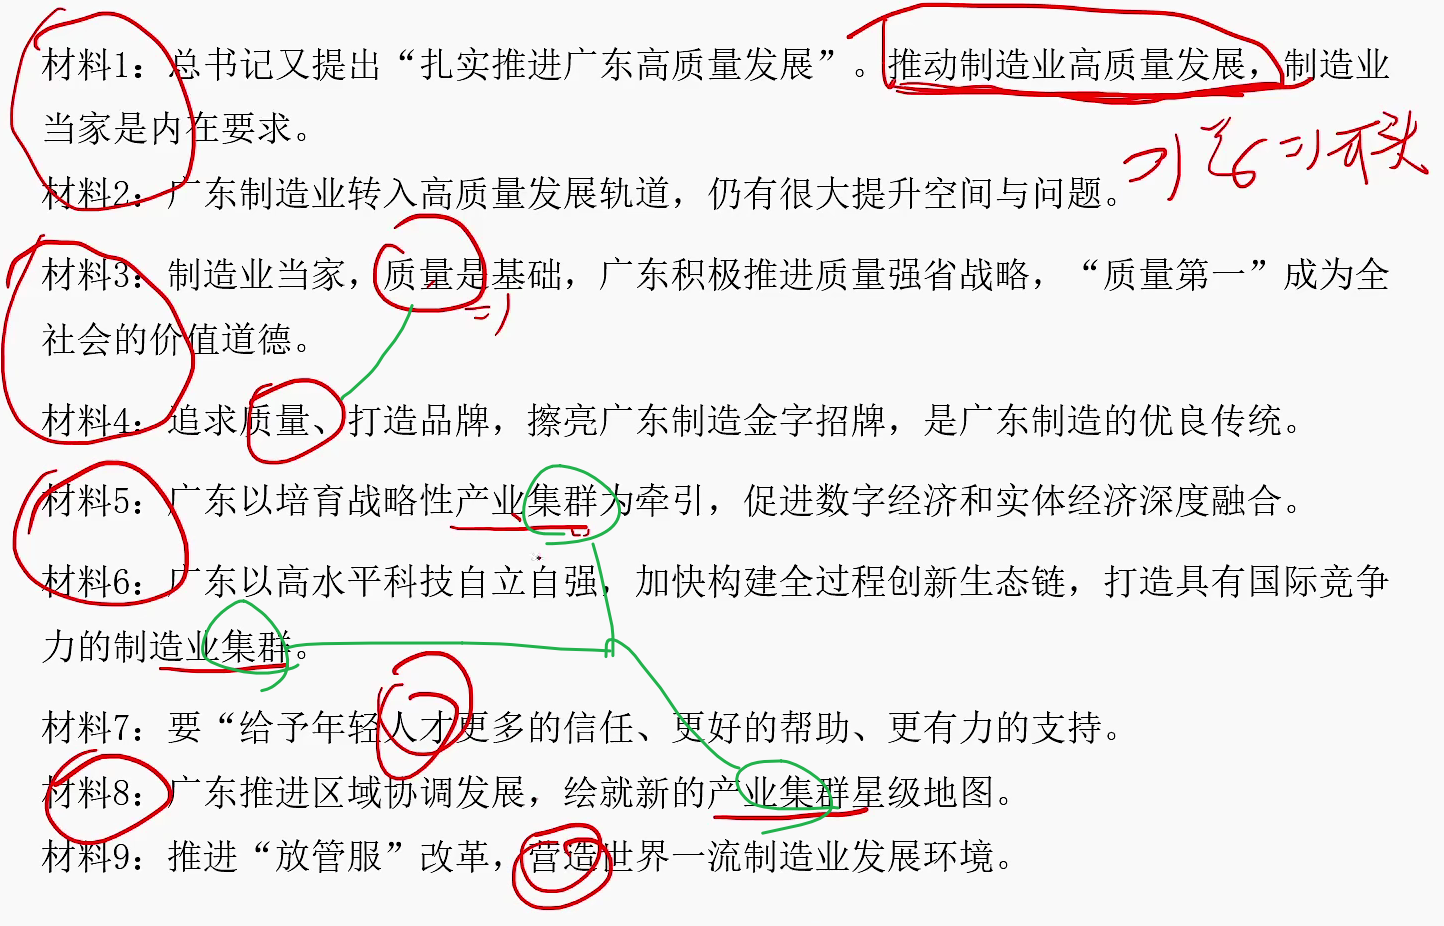 材料1：总书记又提出“扎实推进广东高质量发展”。推动制造业高质量发展，制造业
当家是内在要求。
材料2：广东制造业转入高质量发展轨道，仍有很大提升空间与问题。
材料3：制造业当家，质量是基础，广东积极推进质量强省战略，“质量第一”成为全
社会的价值道德。
材料4：追求质量、打造品牌，擦亮广东制造金字招牌，是广东制造的优良传统。
材料5：广东以培育战略性产业集群为牵引，促进数字经济和实体经济深度融合。
材料6：广东以高水平科技自立自强，加快构建全过程创新生态链，打造具有国际竞争
力的制造业集群。
材料7：要“给予年轻人才更多的信任、更好的帮助、更有力的支持。
材料8：广东推进区域协调发展，绘就新的产业集群星级地图。
材料9：推进“放管服”改革，营造世界一流制造业发展环境。